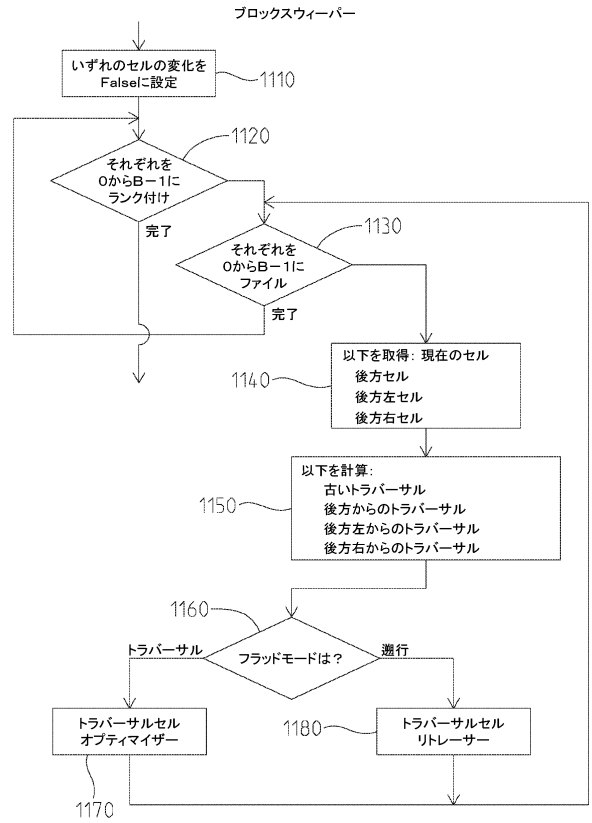 ブロックスウィーパー
いずれのセルの変化を
Falseに設定
1110
1120
それぞれを
0からB－1に
ランク付け
完了
1130
それぞれを
0からB－1に
ファイル
完了
以下を取得: 現在のセル
後方セル
後方左セル
後方右セル
1140
以下を計算:
古いトラバーサル
後方からのトラバーサル
後方左からのトラバーサル
後方右からのトラバーサル
1150
1160
トラバーサル
フラッドモードは？
遡行
トラバーサルセル
オプティマイザー
1170
トラバーサルセル
リトレーサー
1180